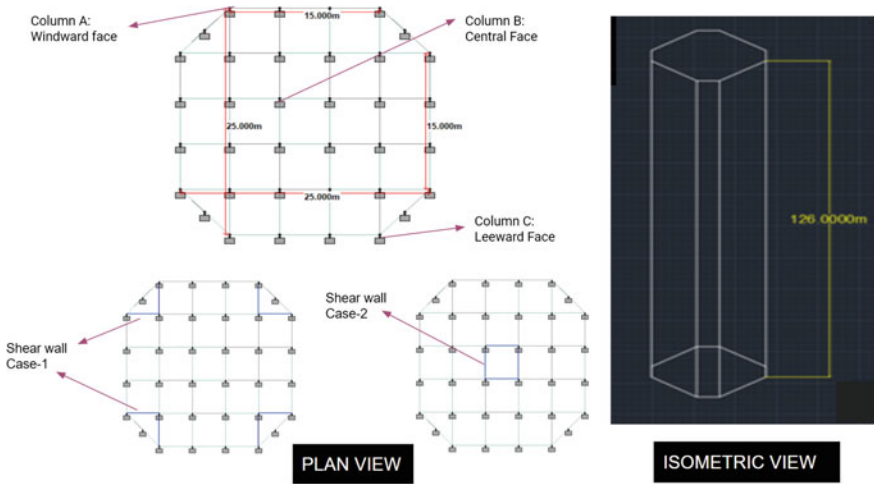 Column A:
Windward face
15.000m
Column B:
Central Face
25.000m
15.000m
25.000m
Column C:
Leeward Face
126.0000m
Shear wall
Case-1
Shear wall
Case-2
PLAN VIEW
ISOMETRIC VIEW